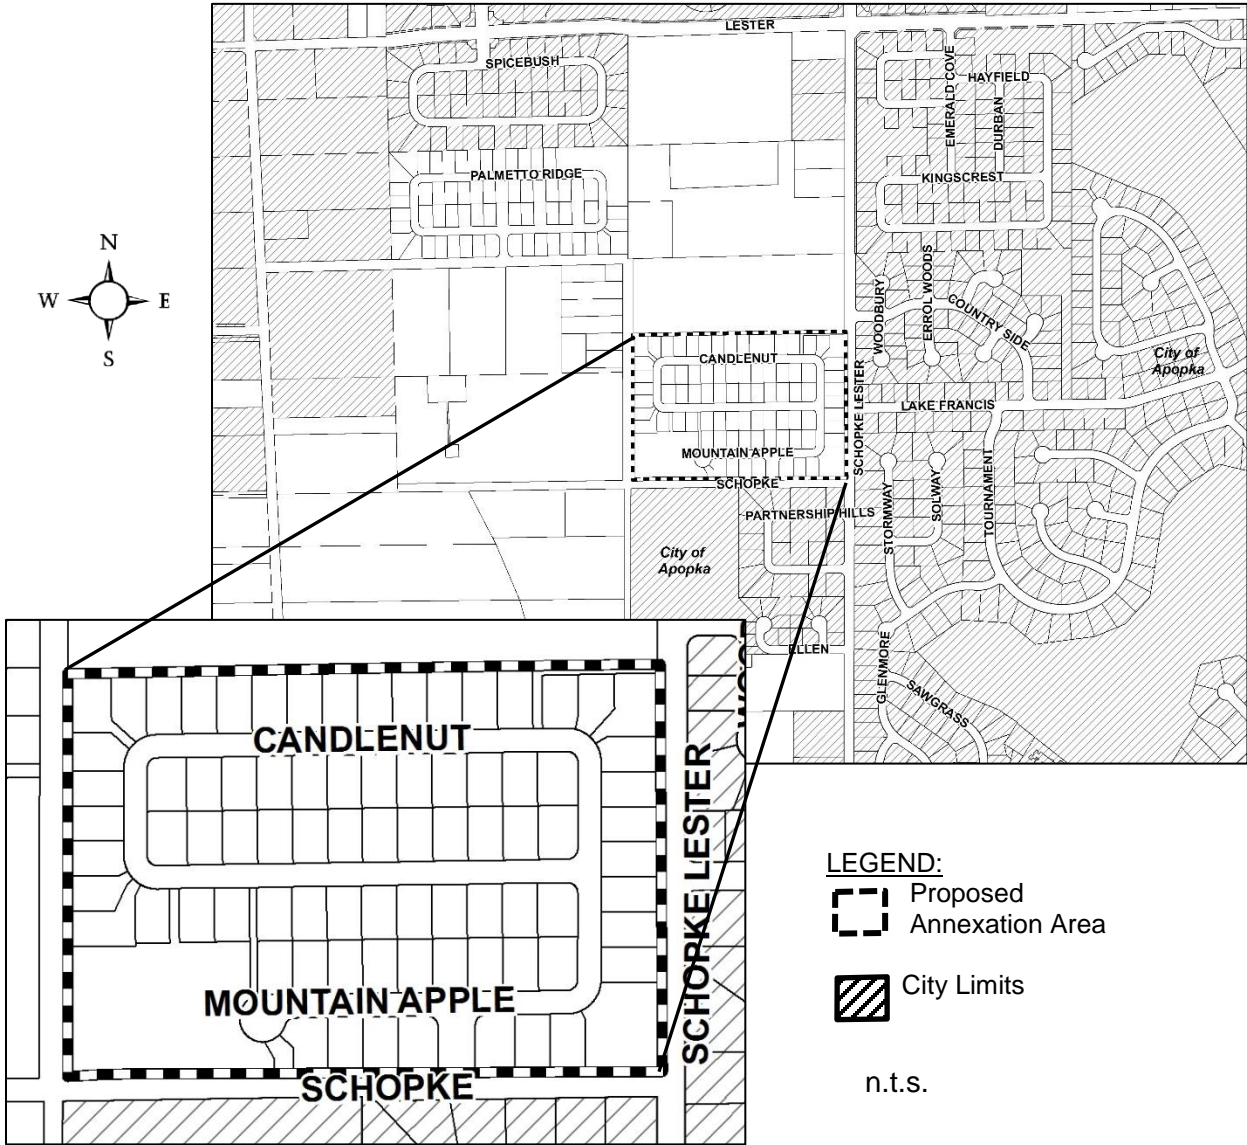 LESTER
SPICEBUSH
EMERALD COVE
HAYFIELD
DURBAN
PALMETTO RIDGE
KINGSCREST
N
W
E
S
WOODBURY
ERROL WOODS
COUNTRY SIDE
CANDLENUT
City of
Apopka
SCHOPKE LESTER
LAKE FRANCIS
MOUNTAIN APPLE
SCHOPKE
STORMWAY
SOLWAY
TOURNAMENT
PARTNERSHIP HILLS
City of
Apopka
ELLEN
GLENMORE
SAWGRASS
CANDLENUT
SCHOPKE LESTER
MOUNTAIN APPLE
SCHOPKE
LEGEND:
Proposed
Annexation Area
City Limits
n.t.s.